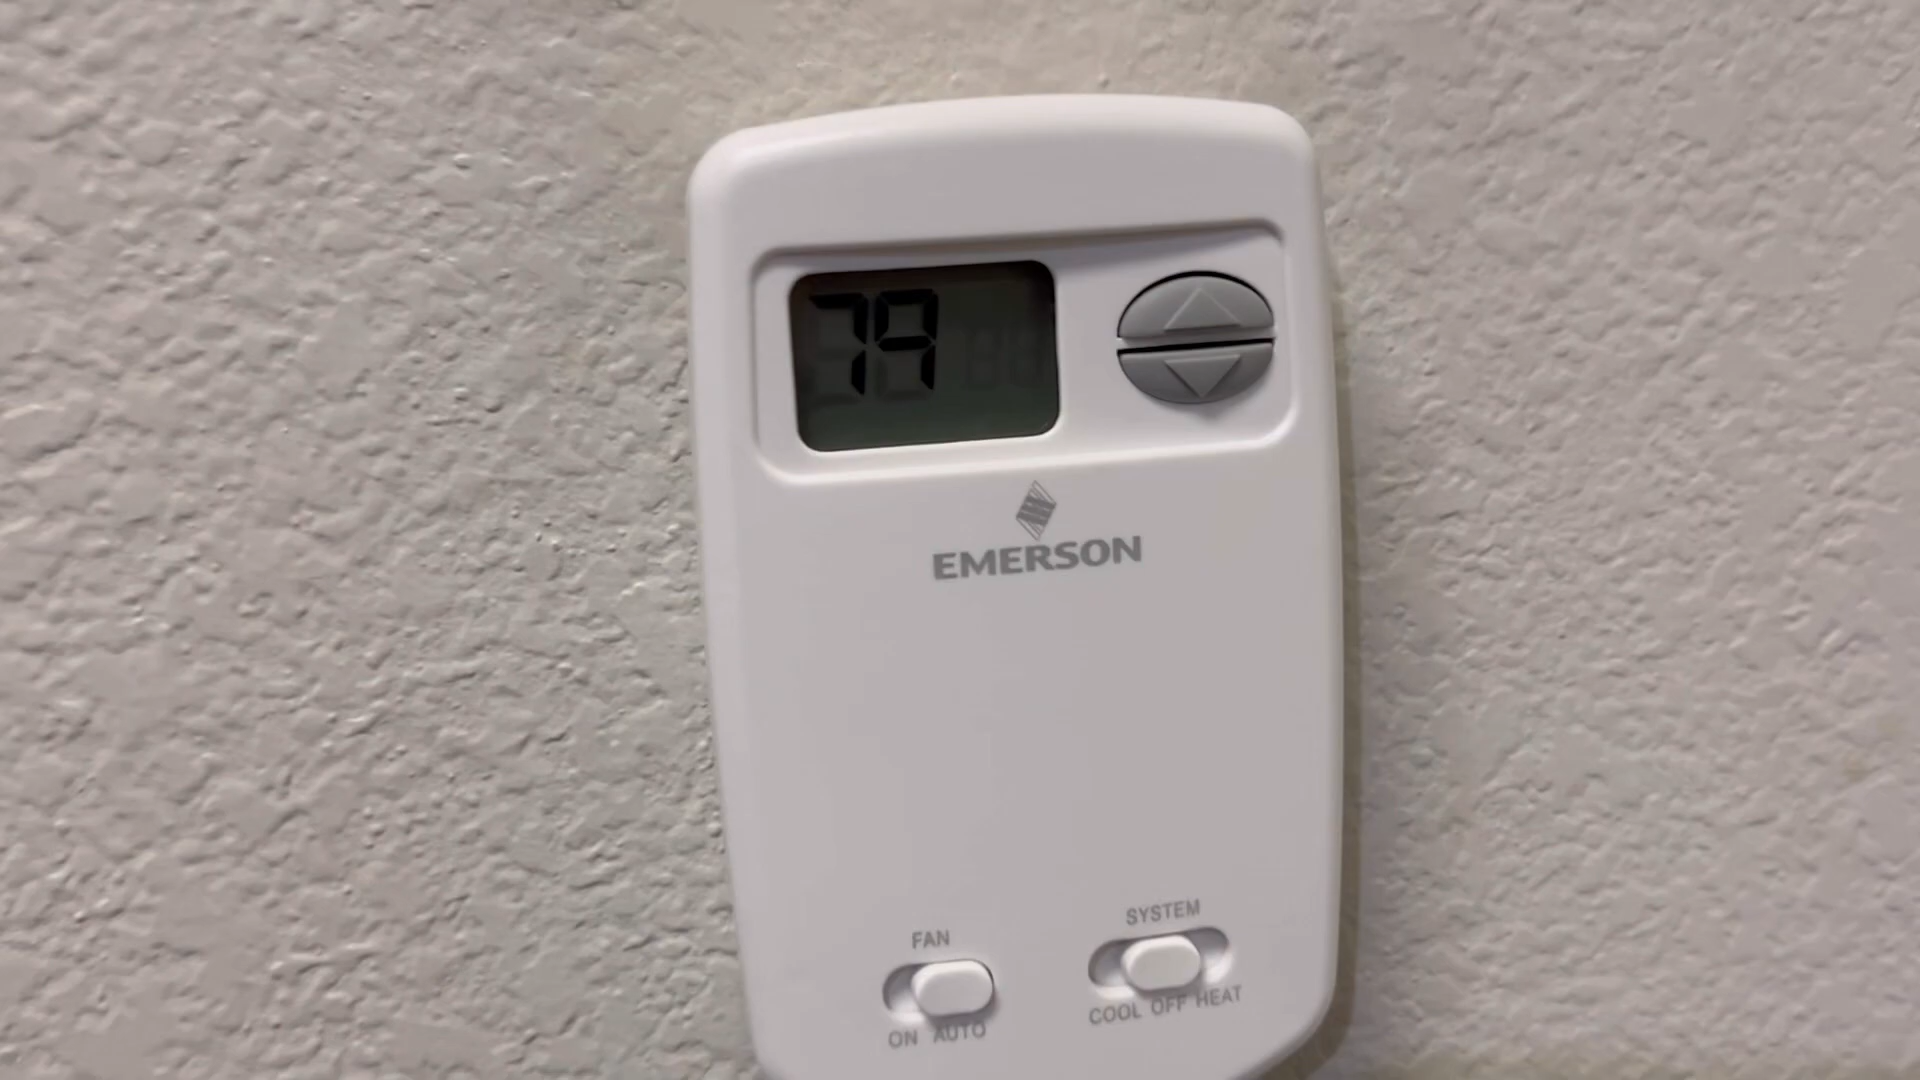 79
EMERSON
FAN
SYSTEM
ON AUTO
COOL OFF HEAT